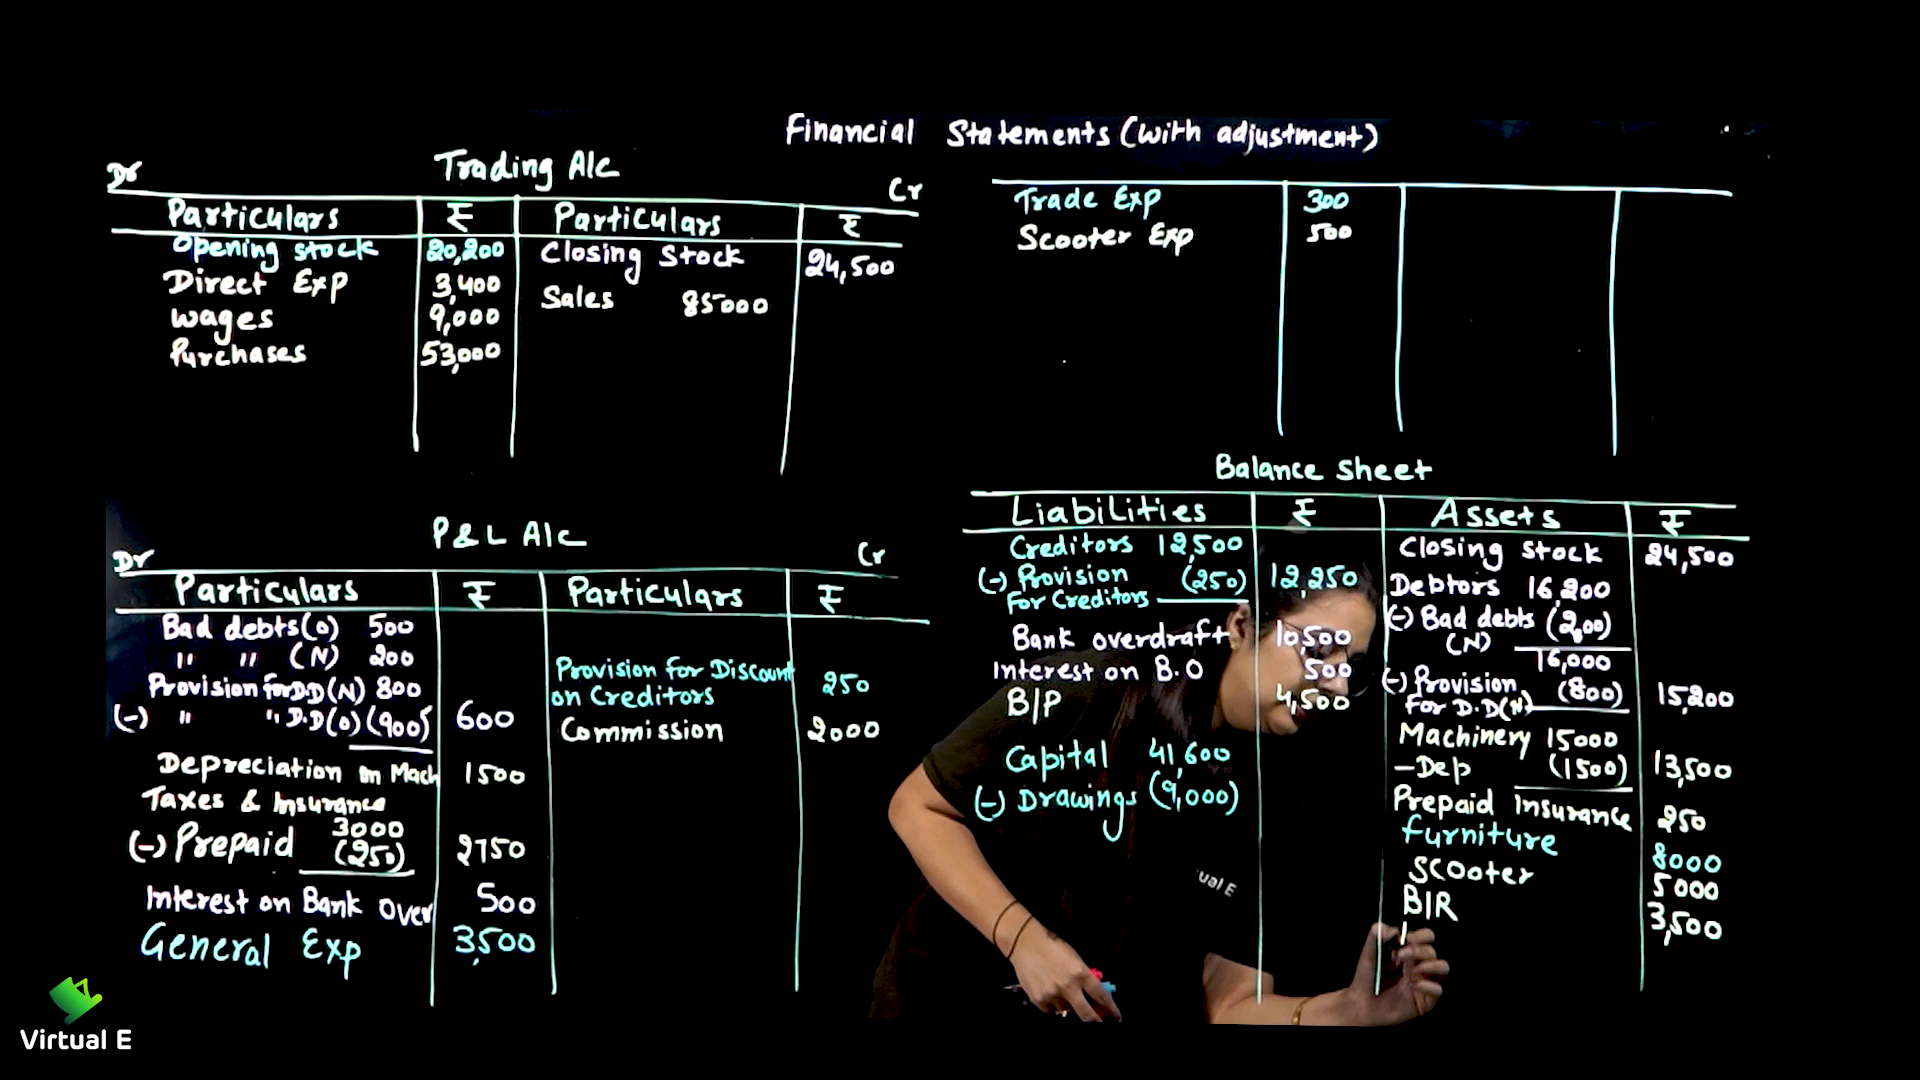 Financial Statements (with adjustment)
Trading A/c
Dr
Cr
Particulars ₹ Particulars ₹
Opening stock 20,200 Closing stock 24,500
Direct Exp 3,400 Sales 85000
Wages 9,000
Purchases 53,000
P&L A/c
Dr
Cr
Particulars ₹ Particulars ₹
Bad debts(O) 500
" " (N) 200
Provision for D.D(N) 800
(-) " " D.D(O) (900) 600
Depreciation on Mach 1500
Taxes & Insurance
3000
(-) Prepaid (250) 2750
Interest on Bank Over 500
General Exp 3,500
Provision for Discount
on Creditors 250
Commission 2000
Trade Exp 300
Scooter Exp 500
Balance Sheet
Liabilities ₹ Assets ₹
Creditors 12,500
(-) Provision (250) 12,250
For Creditors
Bank overdraft 10,500
Interest on B.O 500
B/P 4,500
Capital 41,600
(-) Drawings (9,000)
Closing stock 24,500
Debtors 16,200
(-) Bad debts (200)
(N) 16,000
(-) Provision (800) 15,200
For D.D(N)
Machinery 15000
-Dep (1500) 13,500
Prepaid Insurance 250
furniture 8000
Scooter 5000
B/R 3,500
ual E
Virtual E